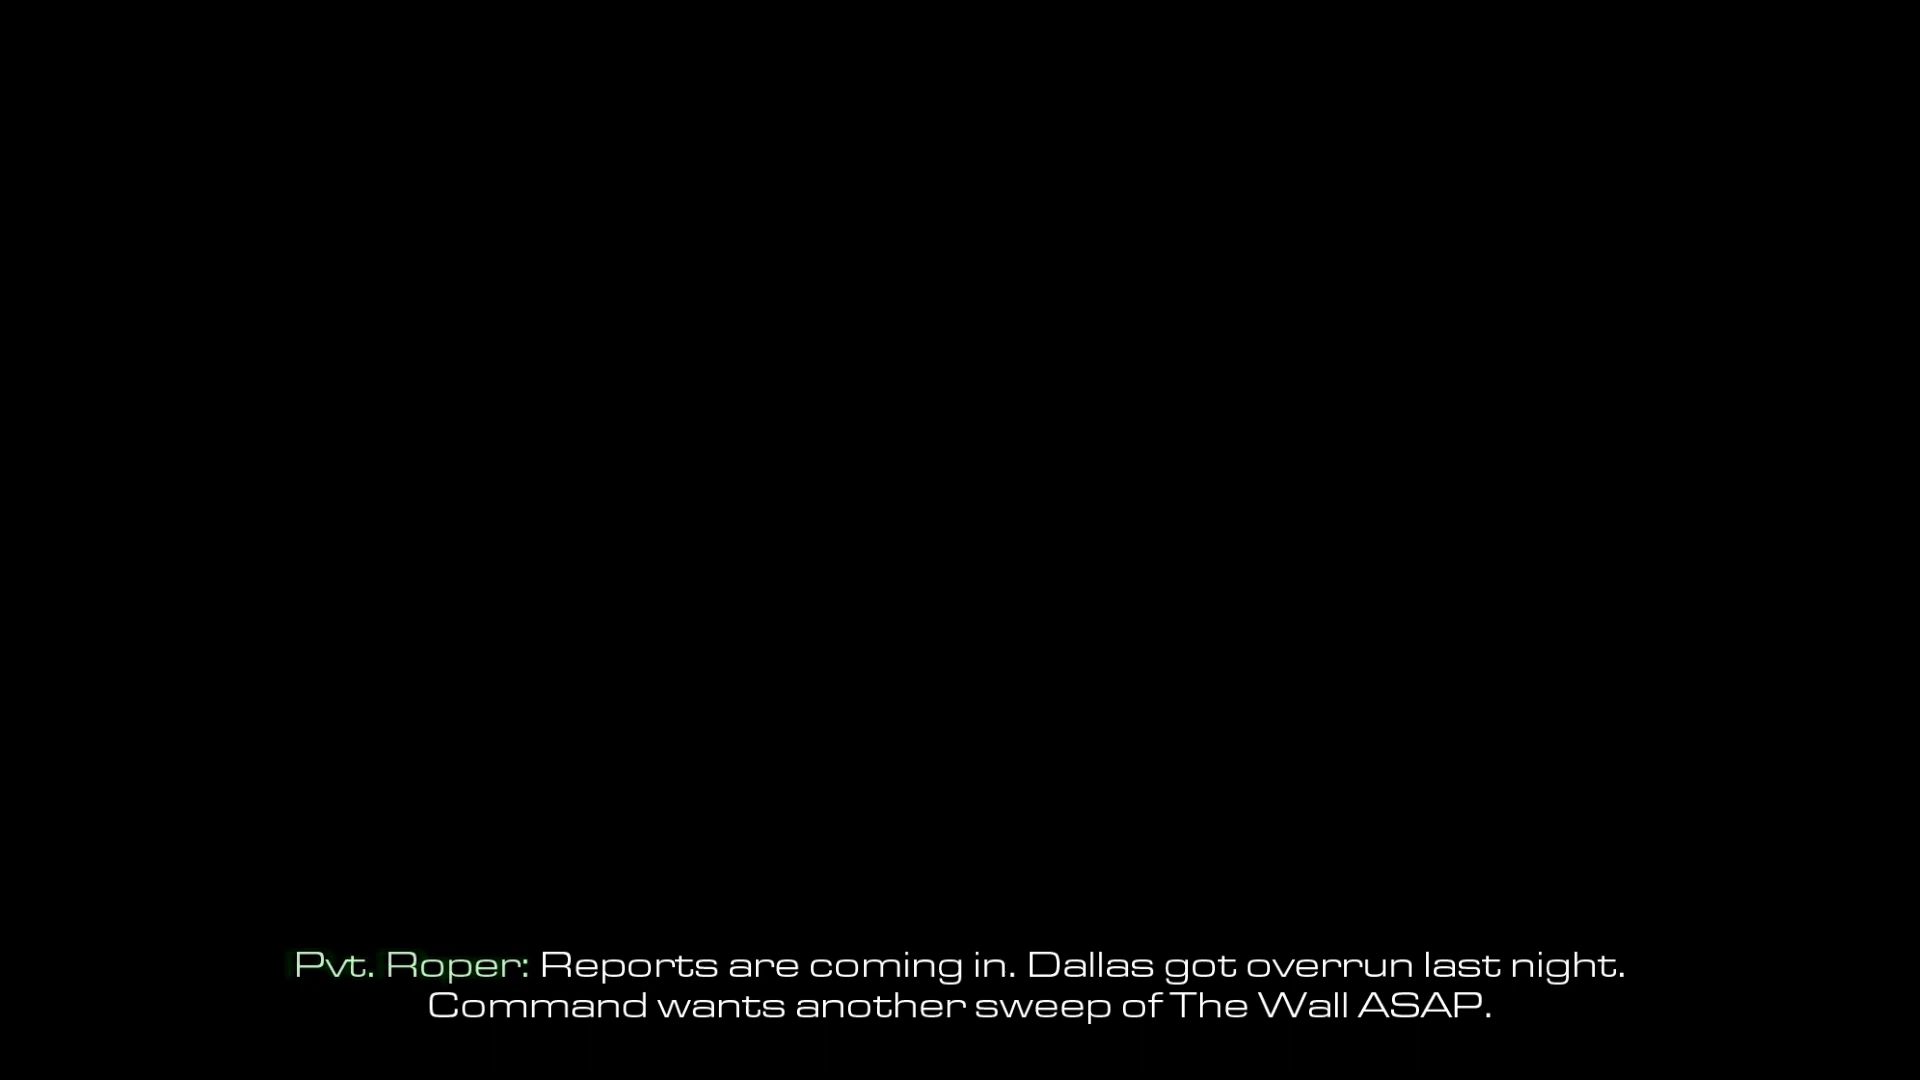 Pvt. Roper: Reports are coming in. Dallas got overrun last night.
Command wants another sweep of The Wall ASAP.